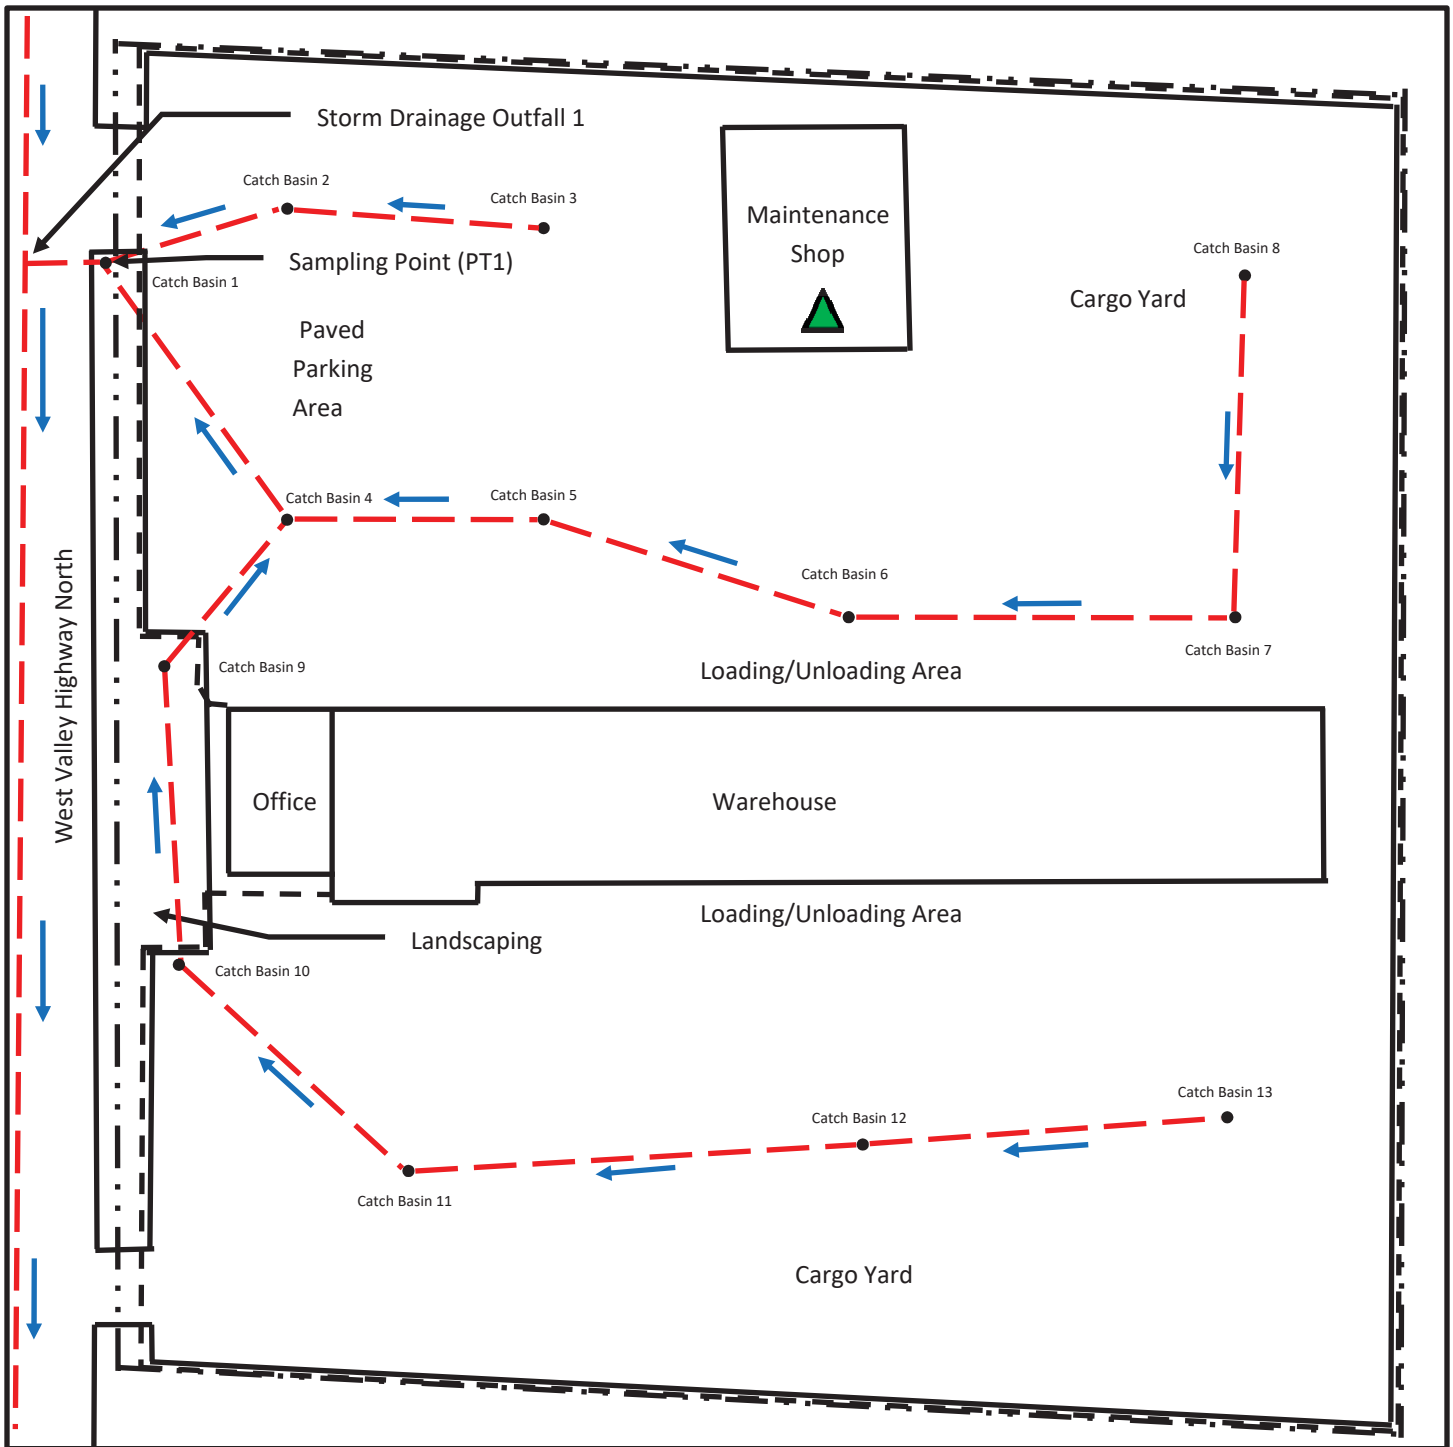 Storm Drainage Outfall 1
Catch Basin 2
Catch Basin 3
Maintenance
Shop
Catch Basin 8
Sampling Point (PT1)
Catch Basin 1
Cargo Yard
Paved
Parking
Area
Catch Basin 4
Catch Basin 5
Catch Basin 6
Catch Basin 7
West Valley Highway North
Catch Basin 9
Loading/Unloading Area
Office
Warehouse
Loading/Unloading Area
Landscaping
Catch Basin 10
Catch Basin 13
Catch Basin 12
Catch Basin 11
Cargo Yard